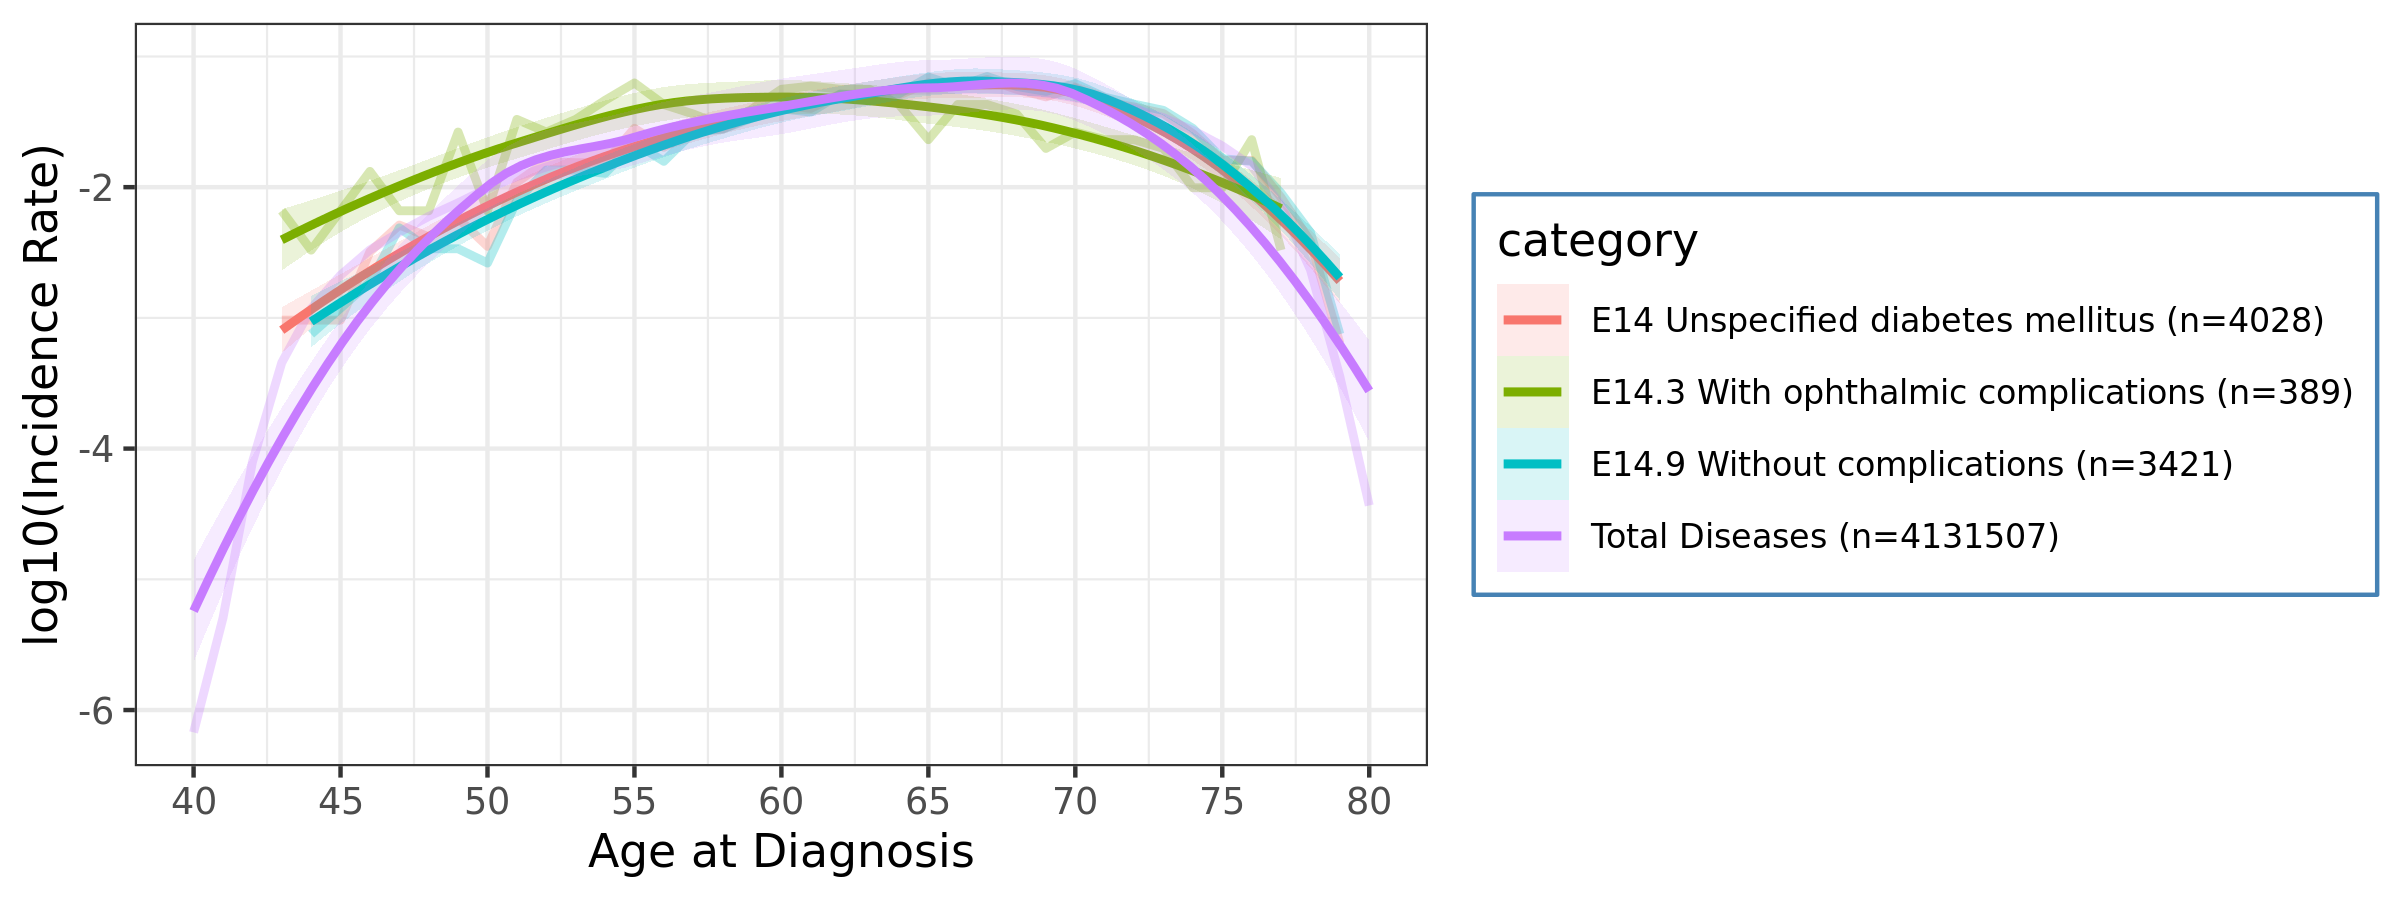 log10(Incidence Rate)
-2
-4
-6
40 45 50 55 60 65 70 75 80
Age at Diagnosis
category
E14 Unspecified diabetes mellitus (n=4028)
E14.3 With ophthalmic complications (n=389)
E14.9 Without complications (n=3421)
Total Diseases (n=4131507)